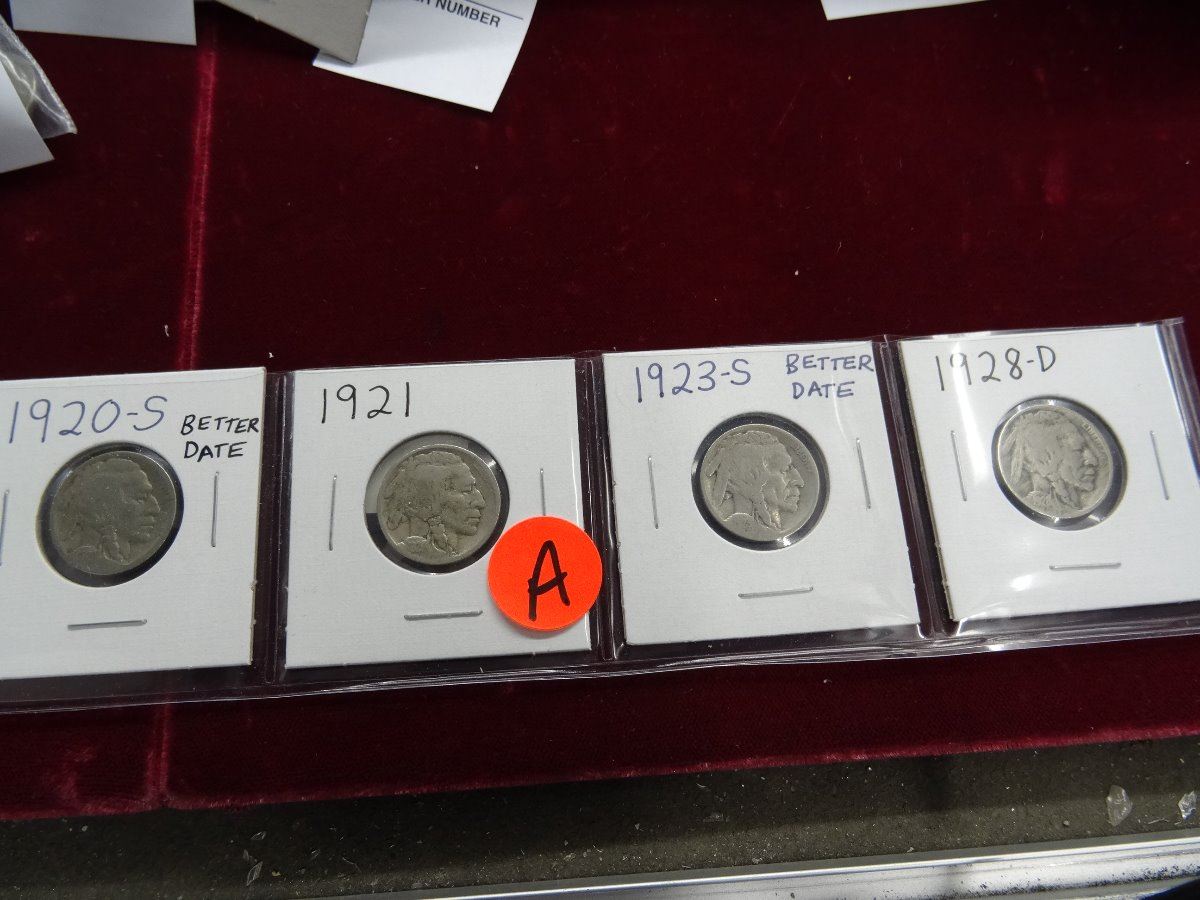 NUMBER
1920-S
BETTER
DATE
1921
A
1923-S
BETTER
DATE
1928-D